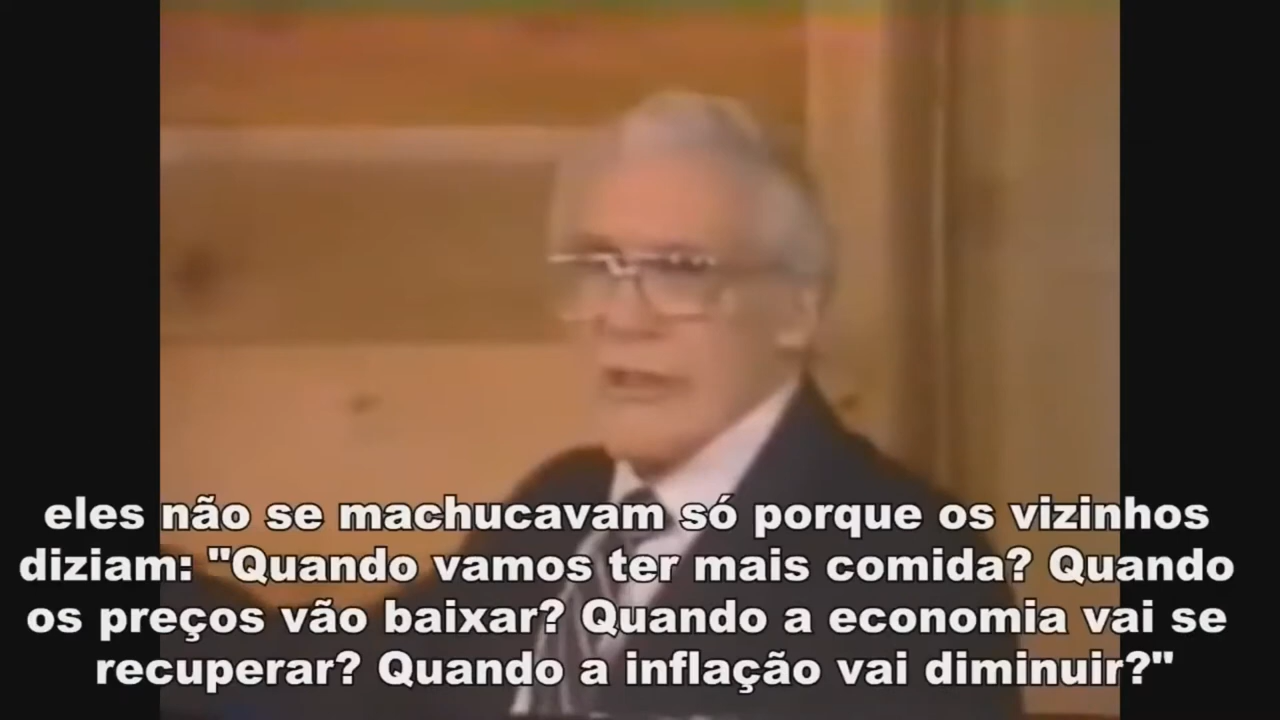 eles não se machucavam só porque os vizinhos
diziam: "Quando vamos ter mais comida? Quando
os preços vão baixar? Quando a economia vai se
recuperar? Quando a inflação vai diminuir?"